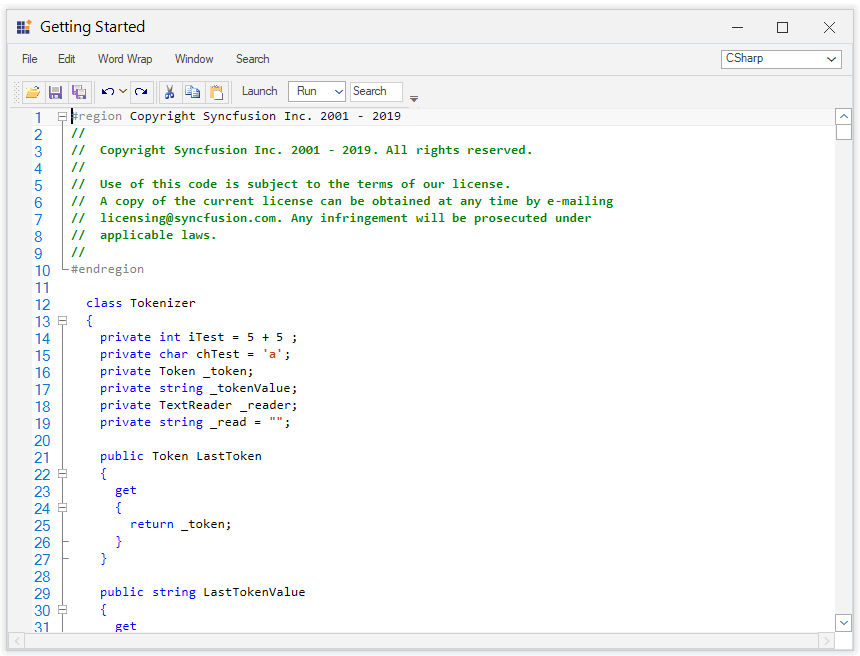 Getting Started
File Edit Word Wrap Window Search CSharp
Launch Run Search
1 #region Copyright Syncfusion Inc. 2001 - 2019
2 //
3 //  Copyright Syncfusion Inc. 2001 - 2019. All rights reserved.
4 //
5 //  Use of this code is subject to the terms of our license.
6 //  A copy of the current license can be obtained at any time by e-mailing
7 //  licensing@syncfusion.com. Any infringement will be prosecuted under
8 //  applicable laws.
9 //
10 #endregion
11
12   class Tokenizer
13   {
14     private int iTest = 5 + 5 ;
15     private char chTest = 'a';
16     private Token _token;
17     private string _tokenValue;
18     private TextReader _reader;
19     private string _read = "";
20
21     public Token LastToken
22     {
23       get
24       {
25         return _token;
26       }
27     }
28
29     public string LastTokenValue
30     {
31       get